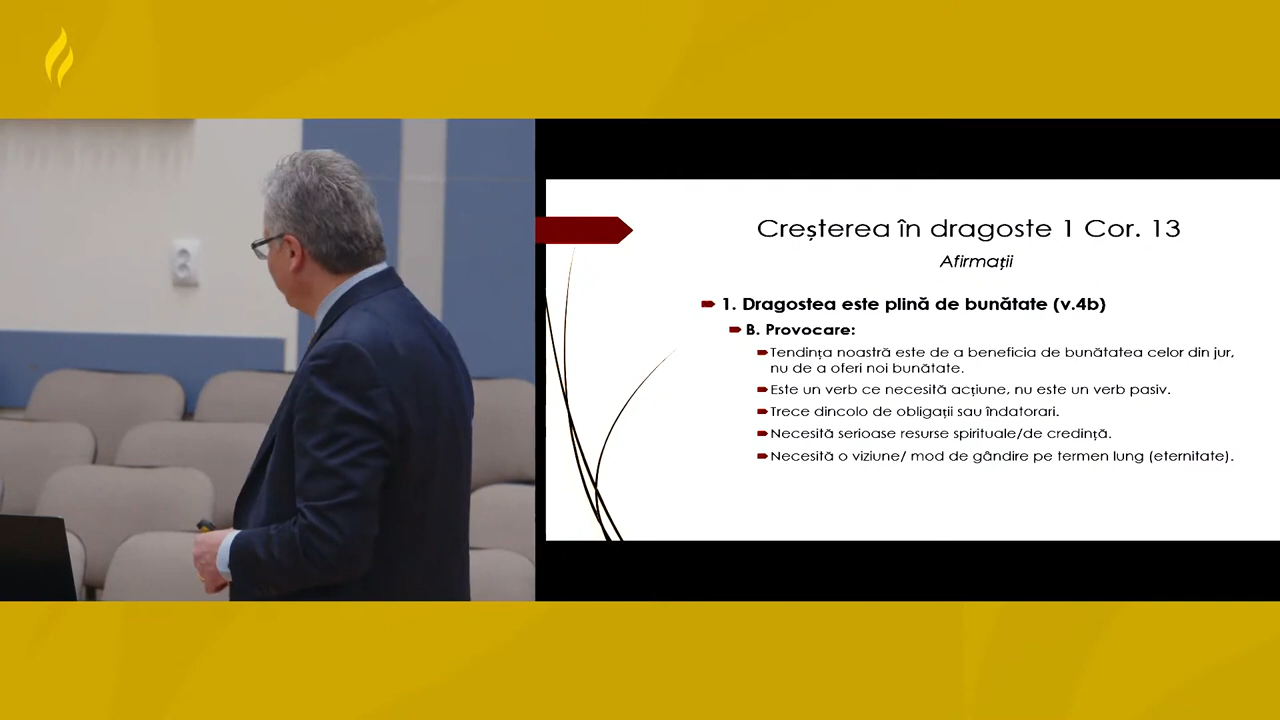 Creșterea în dragoste 1 Cor. 13
Afirmații
1. Dragostea este plină de bunătate (v.4b)
B. Provocare:
Tendința noastră este de a beneficia de bunătatea celor din jur,
nu de a oferi noi bunătate.
Este un verb ce necesită acțiune, nu este un verb pasiv.
Trece dincolo de obligații sau îndatorari.
Necesită serioase resurse spirituale/de credință.
Necesită o viziune/ mod de gândire pe termen lung (eternitate).